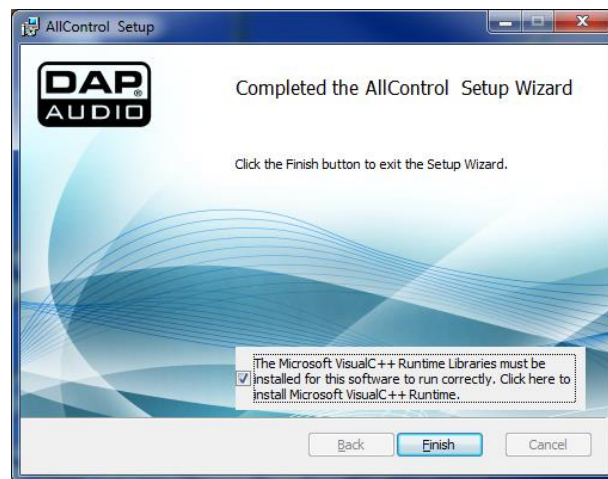 AllControl Setup
DAP
AUDIO
Completed the AllControl Setup Wizard
Click the Finish button to exit the Setup Wizard.
The Microsoft VisualC++ Runtime Libraries must be
installed for this software to run correctly. Click here to
install Microsoft VisualC++ Runtime.
Back
Finish
Cancel